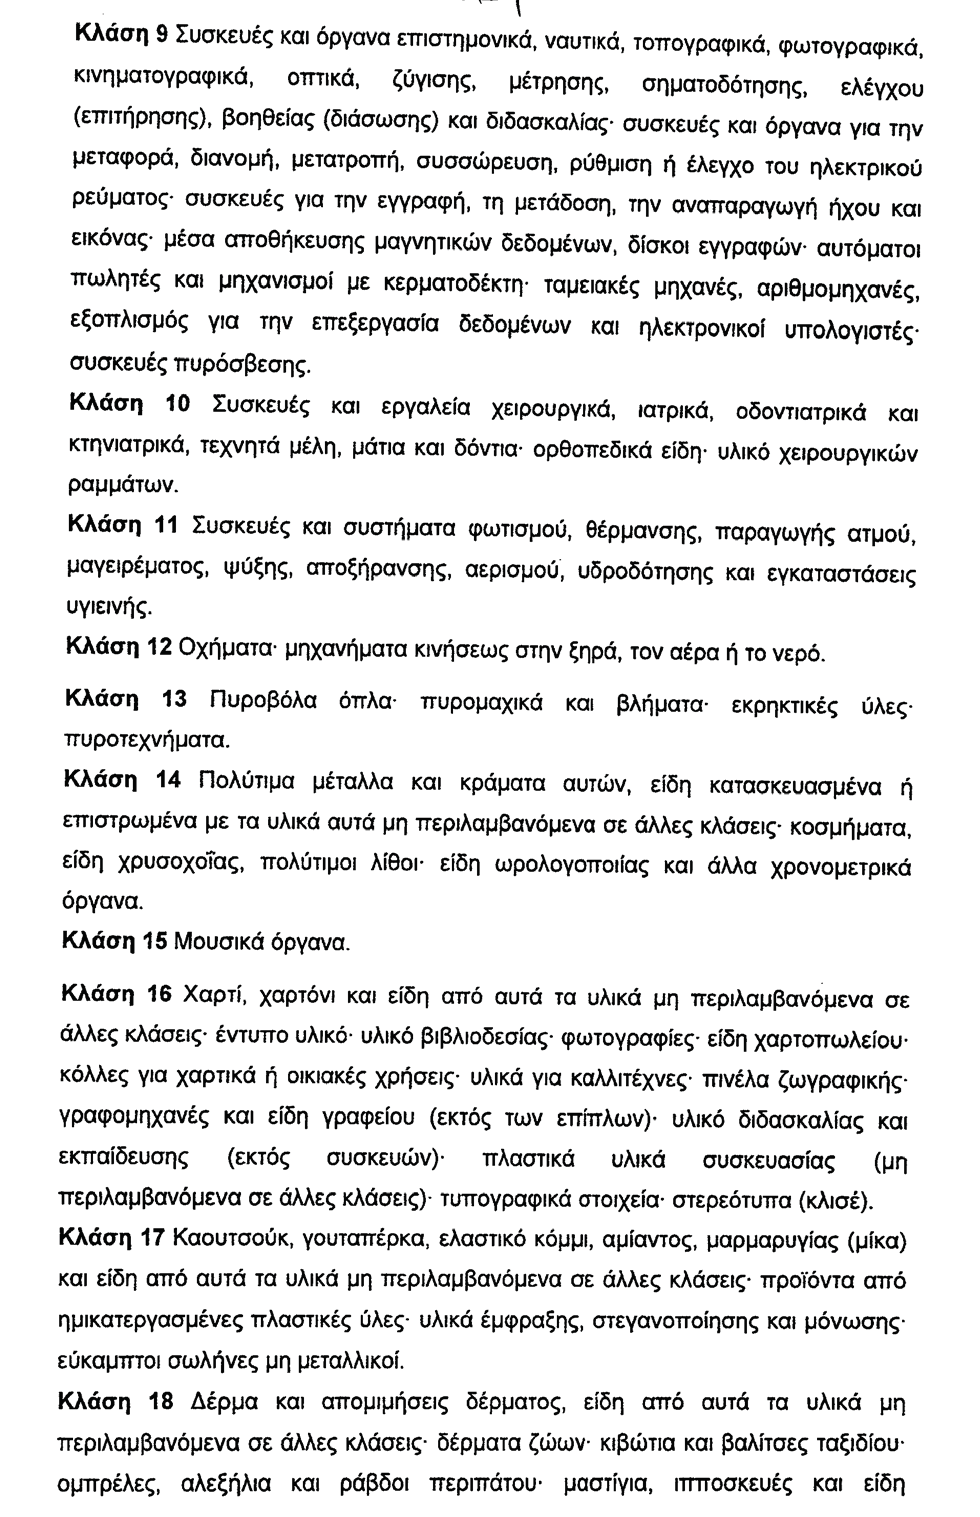 Κλάση 9 Συσκευές και όργανα επιστημονικά, ναυτικά, τοπογραφικά, φωτογραφικά,
κινηματογραφικά, οπτικά, ζύγισης, μέτρησης, σηματοδότησης, ελέγχου
(επιτήρησης), βοηθείας (διάσωσης) και διδασκαλίας· συσκευές και όργανα για την
μεταφορά, διανομή, μετατροπή, συσσώρευση, ρύθμιση ή έλεγχο του ηλεκτρικού
ρεύματος· συσκευές για την εγγραφή, τη μετάδοση, την αναπαραγωγή ήχου και
εικόνας· μέσα αποθήκευσης μαγνητικών δεδομένων, δίσκοι εγγραφών· αυτόματοι
πωλητές και μηχανισμοί με κερματοδέκτη· ταμειακές μηχανές, αριθμομηχανές,
εξοπλισμός για την επεξεργασία δεδομένων και ηλεκτρονικοί υπολογιστές·
συσκευές πυρόσβεσης.
Κλάση 10 Συσκευές και εργαλεία χειρουργικά, ιατρικά, οδοντιατρικά και
κτηνιατρικά, τεχνητά μέλη, μάτια και δόντια· ορθοπεδικά είδη· υλικό χειρουργικών
ραμμάτων.
Κλάση 11 Συσκευές και συστήματα φωτισμού, θέρμανσης, παραγωγής ατμού,
μαγειρέματος, ψύξης, αποξήρανσης, αερισμού, υδροδότησης και εγκαταστάσεις
υγιεινής.
Κλάση 12 Οχήματα· μηχανήματα κινήσεως στην ξηρά, τον αέρα ή το νερό.
Κλάση 13 Πυροβόλα όπλα· πυρομαχικά και βλήματα· εκρηκτικές ύλες·
πυροτεχνήματα.
Κλάση 14 Πολύτιμα μέταλλα και κράματα αυτών, είδη κατασκευασμένα ή
επιστρωμένα με τα υλικά αυτά μη περιλαμβανόμενα σε άλλες κλάσεις· κοσμήματα,
είδη χρυσοχοΐας, πολύτιμοι λίθοι· είδη ωρολογοποιίας και άλλα χρονομετρικά
όργανα.
Κλάση 15 Μουσικά όργανα.
Κλάση 16 Χαρτί, χαρτόνι και είδη από αυτά τα υλικά μη περιλαμβανόμενα σε
άλλες κλάσεις· έντυπο υλικό· υλικό βιβλιοδεσίας· φωτογραφίες· είδη χαρτοπωλείου·
κόλλες για χαρτικά ή οικιακές χρήσεις· υλικά για καλλιτέχνες· πινέλα ζωγραφικής·
γραφομηχανές και είδη γραφείου (εκτός των επίπλων)· υλικό διδασκαλίας και
εκπαίδευσης (εκτός συσκευών)· πλαστικά υλικά συσκευασίας (μη
περιλαμβανόμενα σε άλλες κλάσεις)· τυπογραφικά στοιχεία· στερεότυπα (κλισέ).
Κλάση 17 Καουτσούκ, γουταπέρκα, ελαστικό κόμμι, αμίαντος, μαρμαρυγίας (μίκα)
και είδη από αυτά τα υλικά μη περιλαμβανόμενα σε άλλες κλάσεις· προϊόντα από
ημικατεργασμένες πλαστικές ύλες· υλικά έμφραξης, στεγανοποίησης και μόνωσης·
εύκαμπτοι σωλήνες μη μεταλλικοί.
Κλάση 18 Δέρμα και απομιμήσεις δέρματος, είδη από αυτά τα υλικά μη
περιλαμβανόμενα σε άλλες κλάσεις· δέρματα ζώων· κιβώτια και βαλίτσες ταξιδίου·
ομπρέλες, αλεξήλια και ράβδοι περιπάτου· μαστίγια, ιπποσκευές και είδη